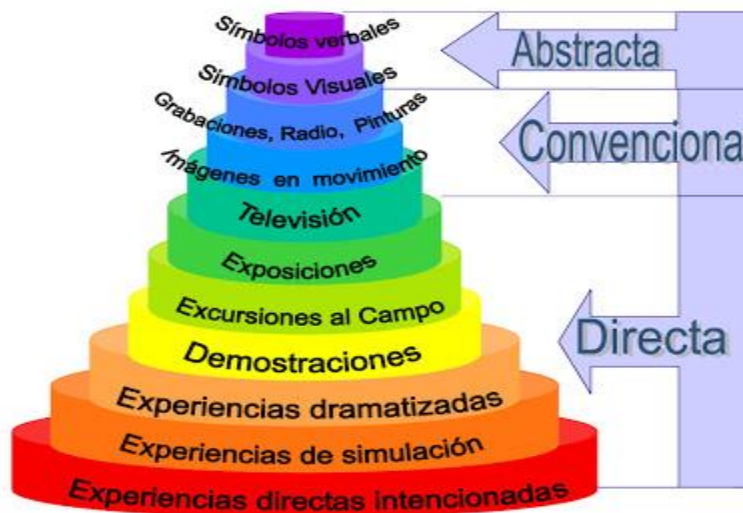 Símbolos verbales
Símbolos Visuales
Grabaciones, Radio, Pinturas
Imágenes en movimiento
Televisión
Exposiciones
Excursiones al Campo
Demostraciones
Experiencias dramatizadas
Experiencias de simulación
Experiencias directas intencionadas
Abstracta
Convenciona
Directa